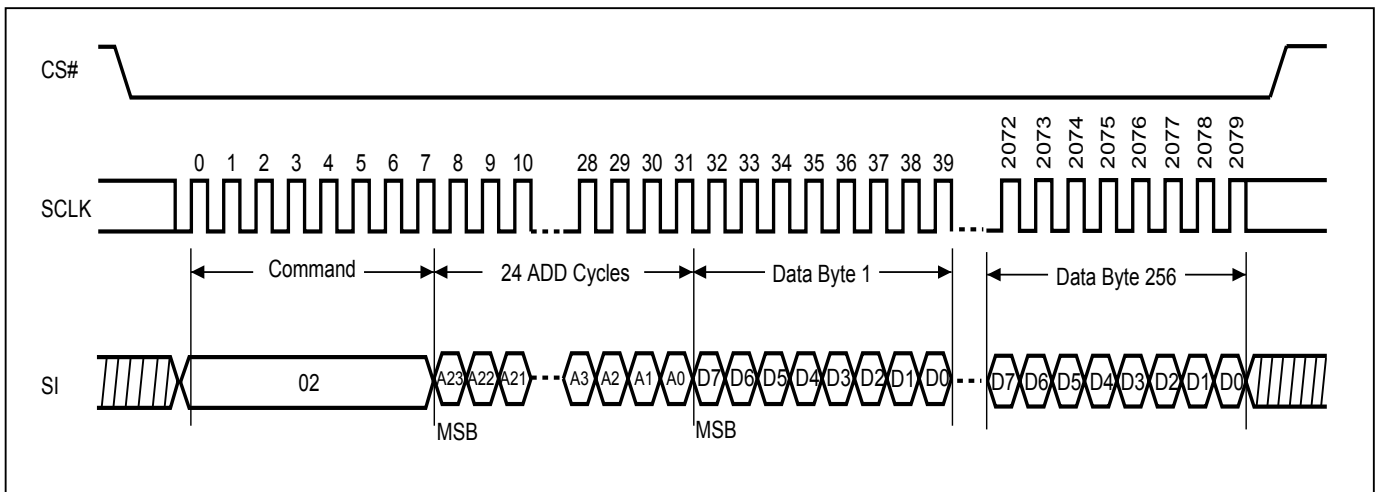 CS#
2072 2073 2074 2075 2076 2077 2078 2079
0 1 2 3 4 5 6 7 8 9 10 28 29 30 31 32 33 34 35 36 37 38 39
SCLK
Command 24 ADD Cycles Data Byte 1 Data Byte 256
SI 02 A23 A22 A21 A3 A2 A1 A0 D7 D6 D5 D4 D3 D2 D1 D0 D7 D6 D5 D4 D3 D2 D1 D0
MSB MSB